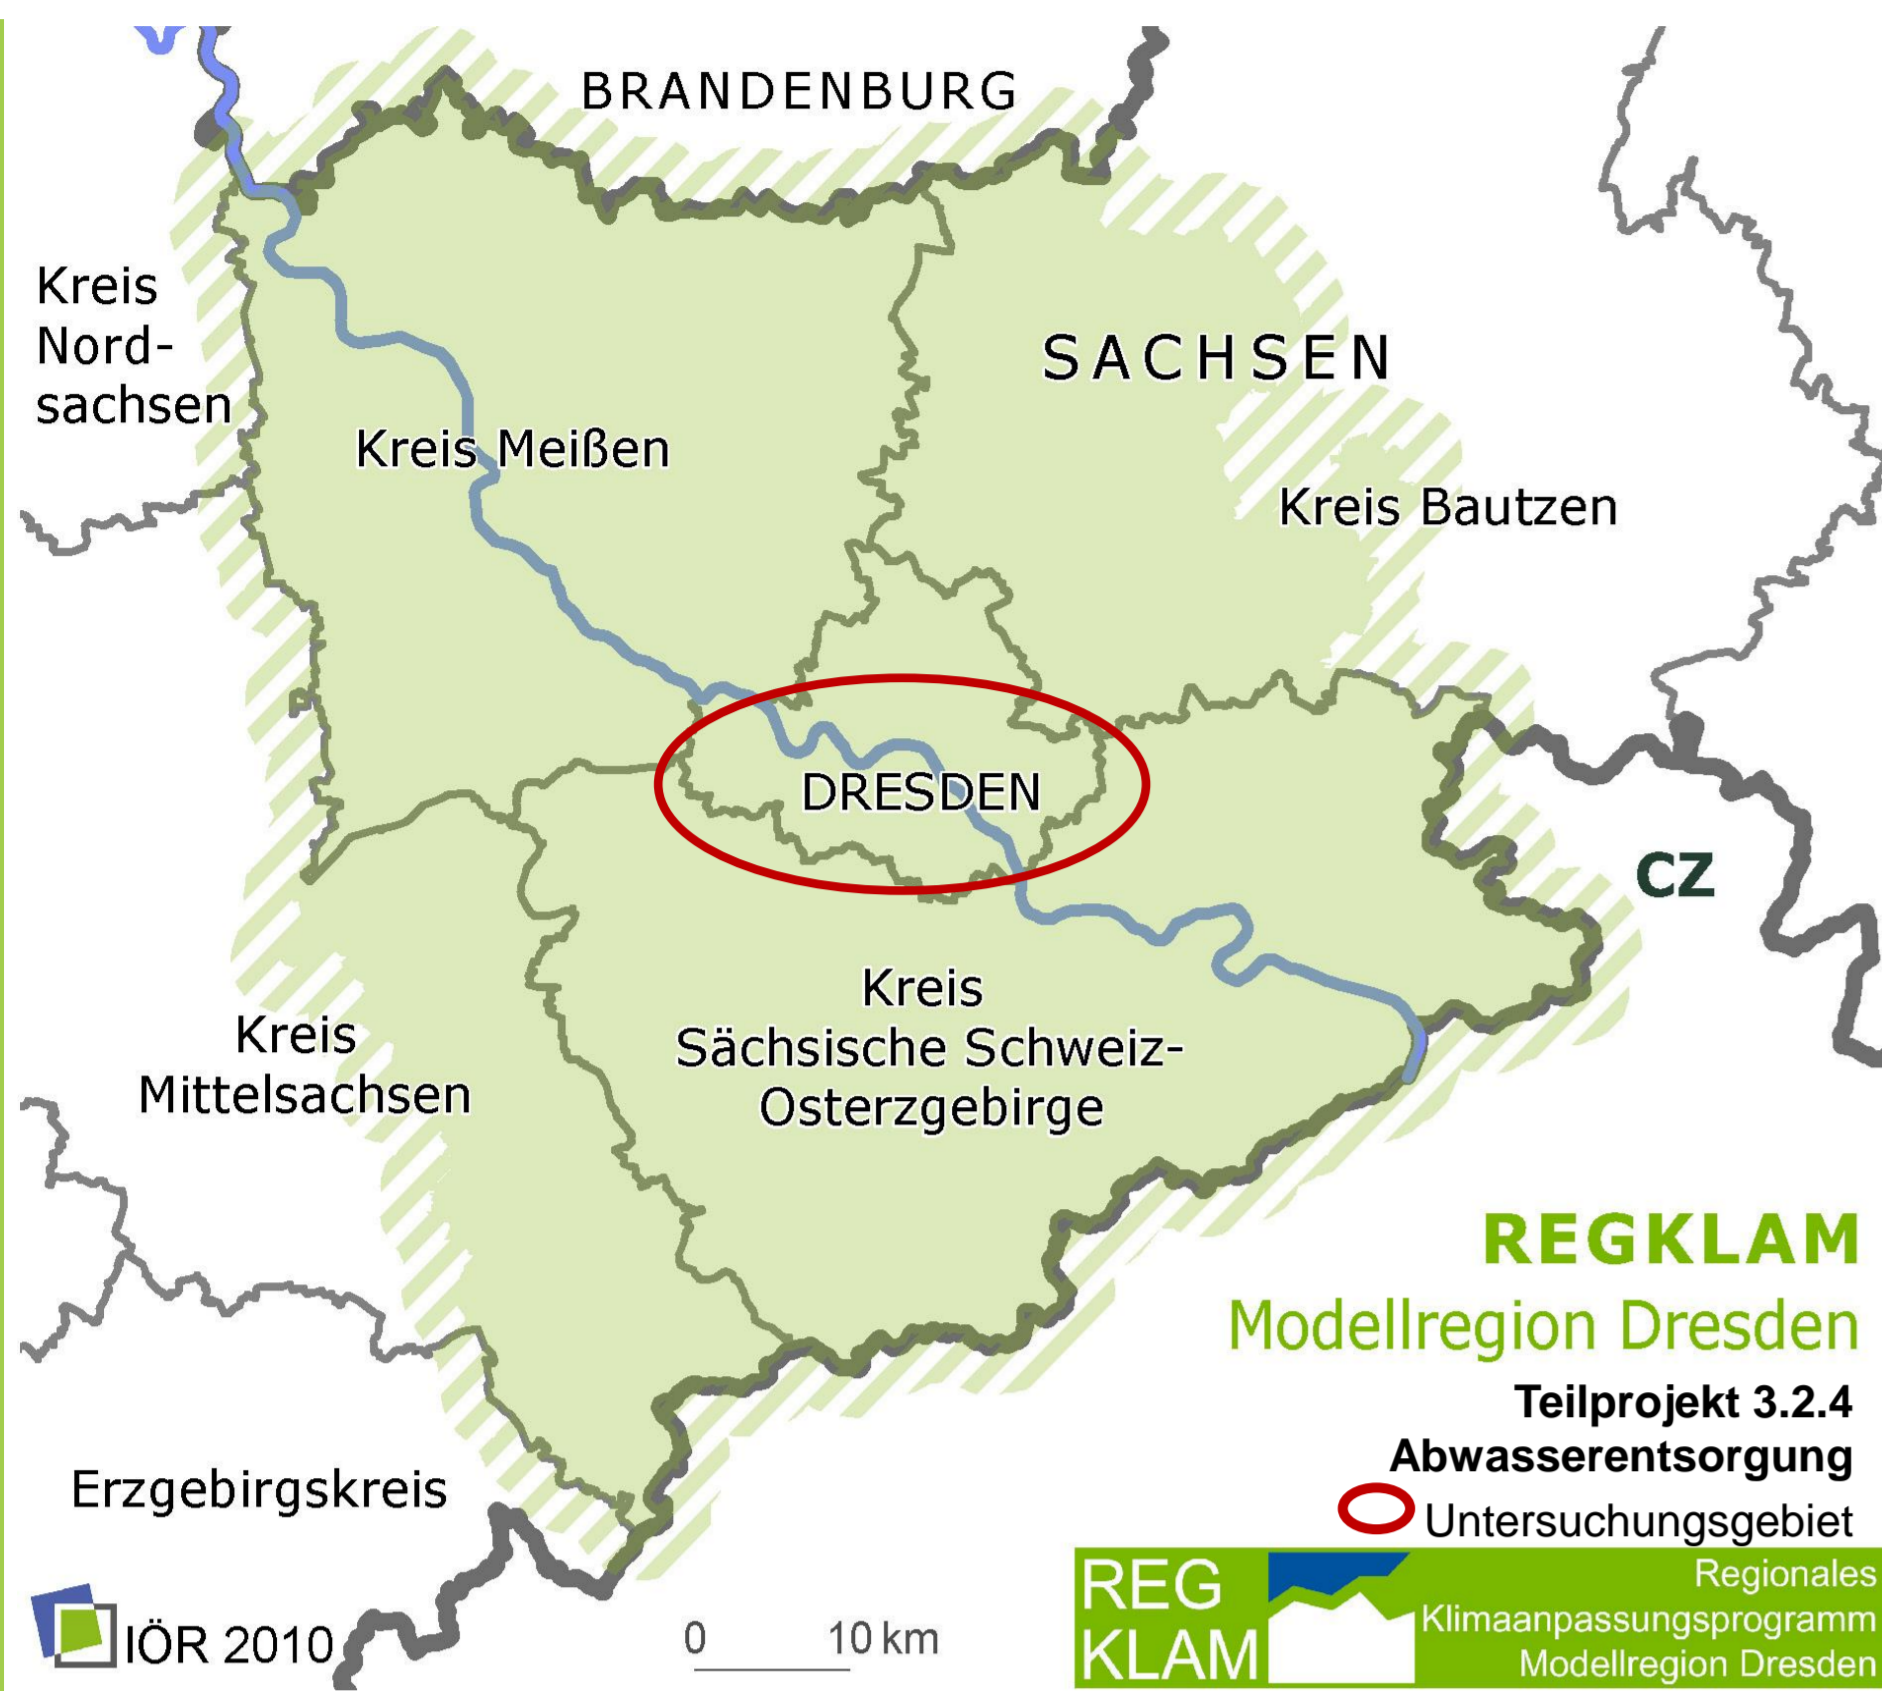 BRANDENBURG
Kreis
Nord-
sachsen
SACHSEN
Kreis Meißen
Kreis Bautzen
DRESDEN
CZ
Kreis
Sächsische Schweiz-
Osterzgebirge
Kreis
Mittelsachsen
Erzgebirgskreis
REGKLAM
Modellregion Dresden
Teilprojekt 3.2.4
Abwasserentsorgung
Untersuchungsgebiet
IÖR 2010
0 10 km
REG
KLAM
Regionales
Klimaanpassungsprogramm
Modellregion Dresden